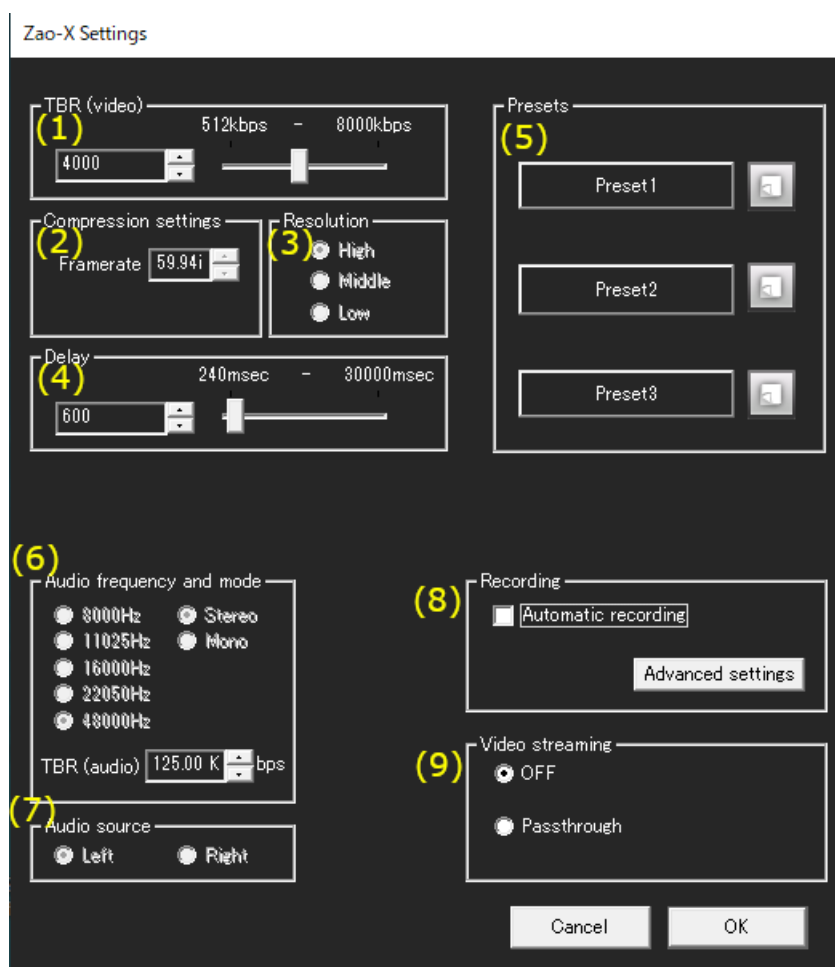 Zao-X Settings
TBR (video)
(1)
512kbps - 8000kbps
4000
Compression settings
(2)
Framerate 59.94i
Resolution
(3)
High
Middle
Low
Delay
(4)
240msec - 30000msec
600
Presets
(5)
Preset1
Preset2
Preset3
(6)
Audio frequency and mode
8000Hz Stereo
11025Hz Mono
16000Hz
22050Hz
48000Hz
TBR (audio) 125.00 K bps
(7)
Audio source
Left Right
Recording
(8)
Automatic recording
Advanced settings
Video streaming
(9)
OFF
Passthrough
Cancel OK